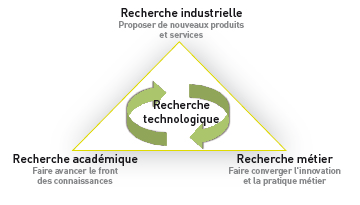 Recherche industrielle
Proposer de nouveaux produits
et services
Recherche
technologique
Recherche académique
Faire avancer le front
des connaissances
Recherche métier
Faire converger l'innovation
et la pratique métier